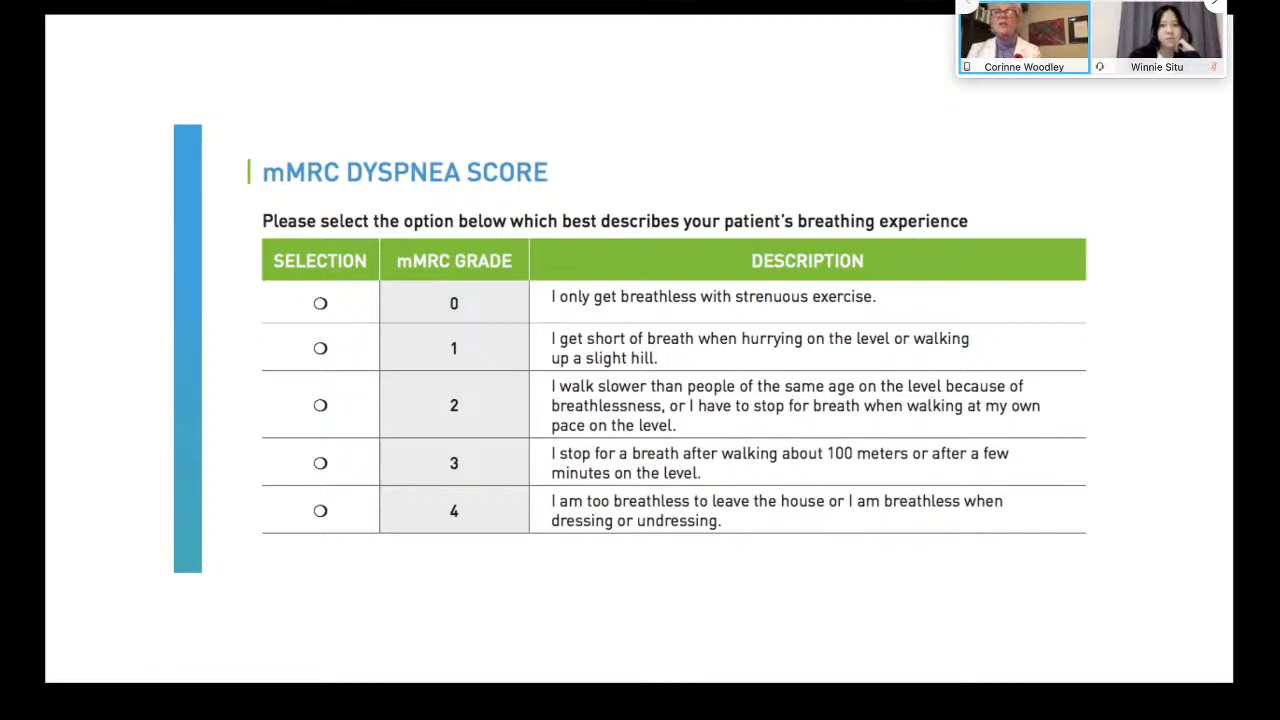 Corinne Woodley
Winnie Situ
mMRC DYSPNEA SCORE
Please select the option below which best describes your patient's breathing experience
SELECTION mMRC GRADE DESCRIPTION
0 I only get breathless with strenuous exercise.
1 I get short of breath when hurrying on the level or walking
up a slight hill.
2 I walk slower than people of the same age on the level because of
breathlessness, or I have to stop for breath when walking at my own
pace on the level.
3 I stop for a breath after walking about 100 meters or after a few
minutes on the level.
4 I am too breathless to leave the house or I am breathless when
dressing or undressing.